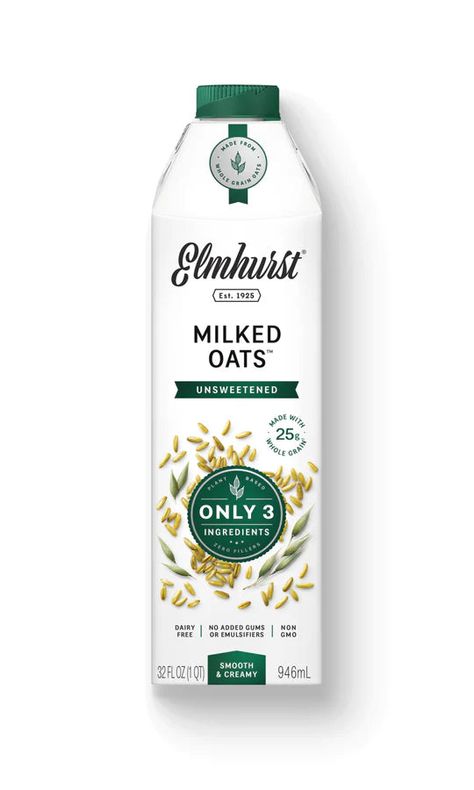 MADE FROM
WHOLE GRAIN OATS
Elmhurst®
Est. 1925
MILKED
OATS™
UNSWEETENED
MADE WITH
25g
WHOLE GRAIN
PLANT BASED
ONLY 3
INGREDIENTS
ZERO FILLERS
DAIRY
FREE
NO ADDED GUMS
OR EMULSIFIERS
NON
GMO
32 FL OZ (1 QT)
SMOOTH
& CREAMY
946mL